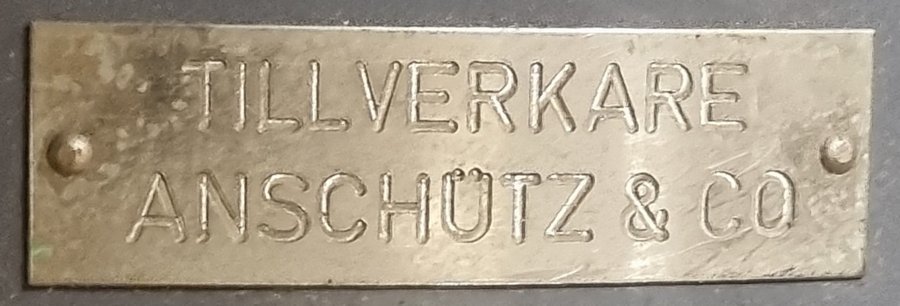 TILLVERKARE
ANSCHÜTZ & CO